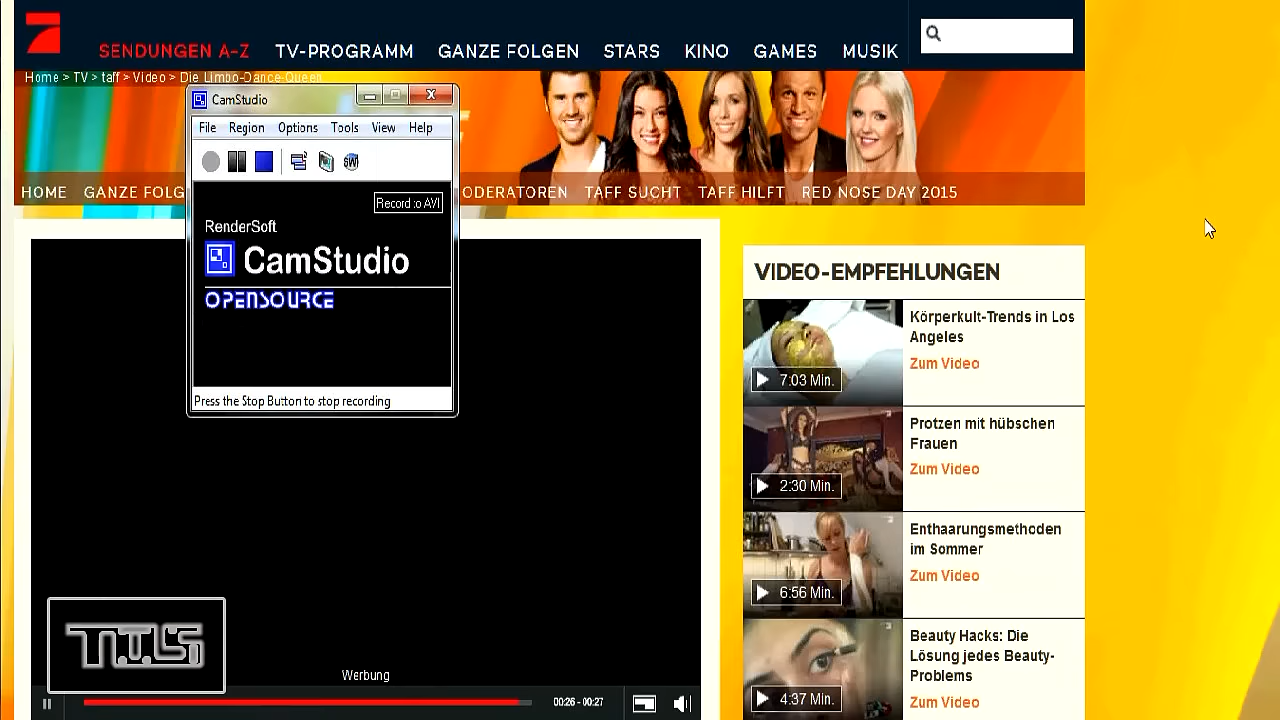 SENDUNGEN A-Z TV-PROGRAMM GANZE FOLGEN STARS KINO GAMES MUSIK
Home > TV > taff > Video > Die Limbo-Dance-Queen
CamStudio
File Region Options Tools View Help
HOME GANZE FOLG ODERATOREN TAFF SUCHT TAFF HILFT RED NOSE DAY 2015
Record to AVI
RenderSoft
CamStudio
OPENSOURCE
Press the Stop Button to stop recording
VIDEO-EMPFEHLUNGEN
Körperkult-Trends in Los
Angeles
Zum Video
7:03 Min.
Protzen mit hübschen
Frauen
Zum Video
2:30 Min.
Enthaarungsmethoden
im Sommer
Zum Video
6:56 Min.
Beauty Hacks: Die
Lösung jedes Beauty-
Problems
Zum Video
4:37 Min.
T.I.L.S
Werbung
00:26 - 00:27